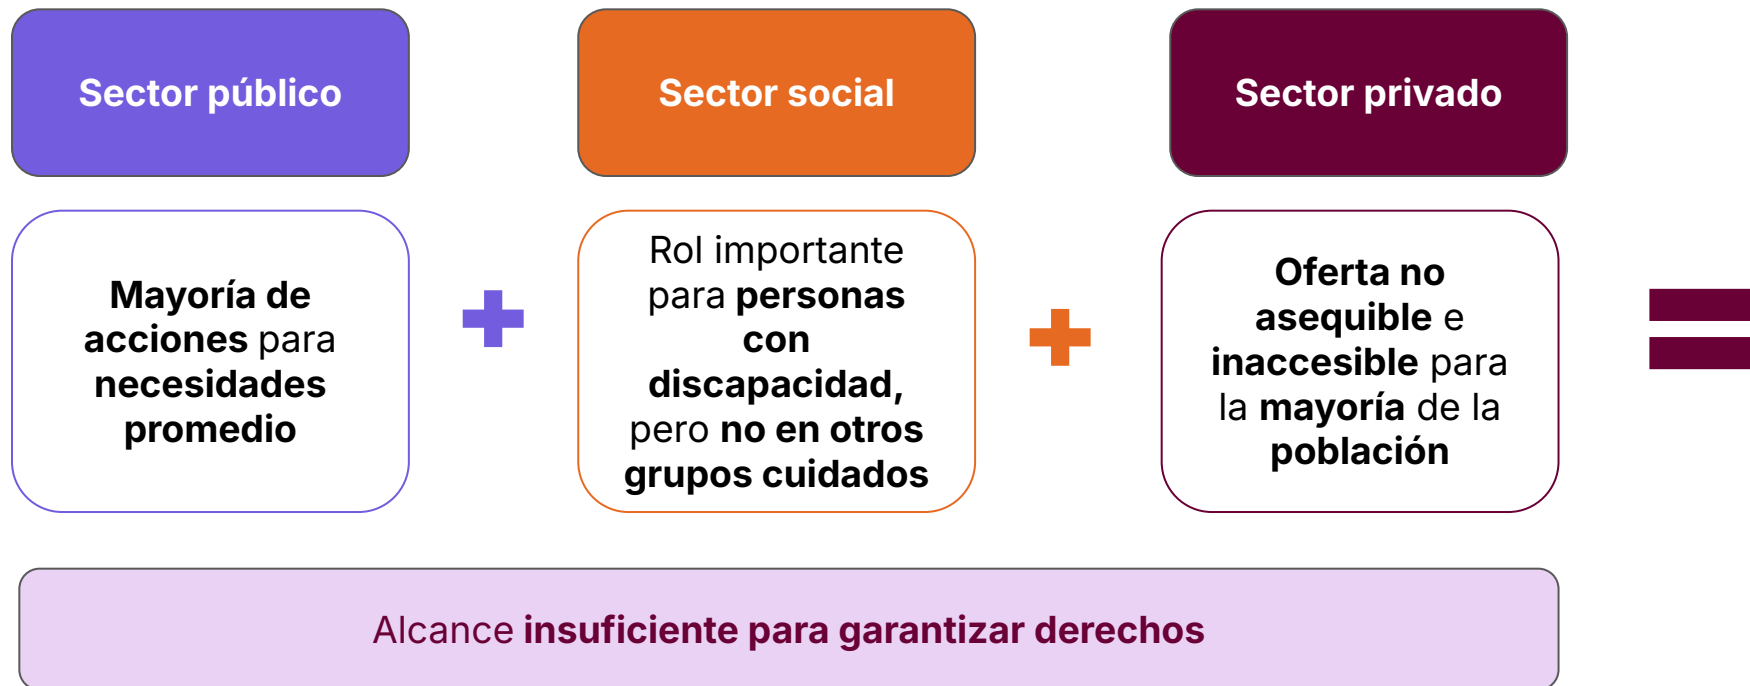 Sector público
Sector social
Sector privado
Mayoría de
acciones para
necesidades
promedio
Rol importante
para personas
con
discapacidad,
pero no en otros
grupos cuidados
Oferta no
asequible e
inaccesible para
la mayoría de la
población
Alcance insuficiente para garantizar derechos